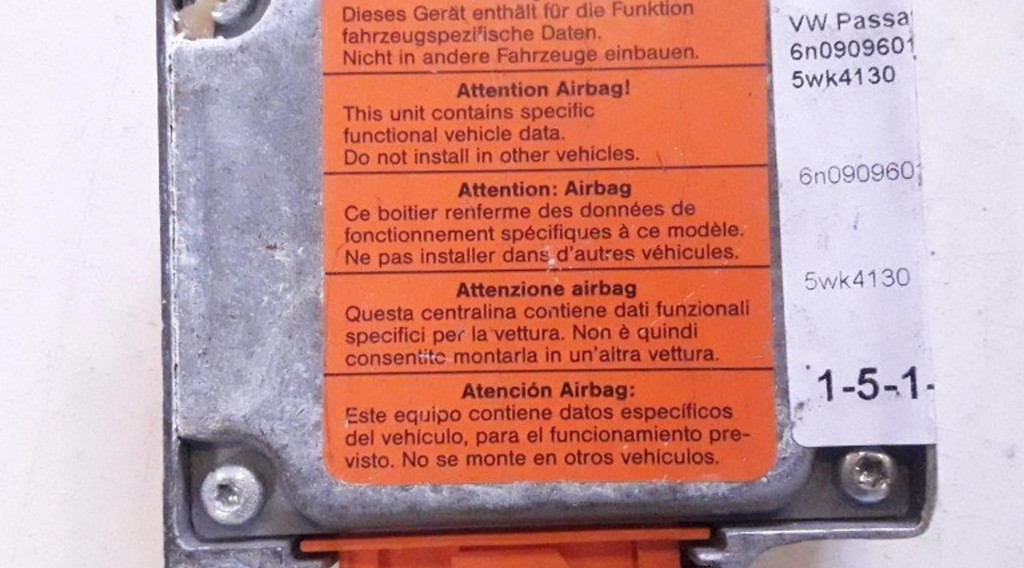 Dieses Gerät enthält für die Funktion
fahrzeugspezifische Daten.
Nicht in andere Fahrzeuge einbauen.
Attention Airbag!
This unit contains specific
functional vehicle data.
Do not install in other vehicles.
Attention: Airbag
Ce boitier renferme des données de
fonctionnement spécifiques à ce modèle.
Ne pas installer dans d'autres véhicules.
Attenzione airbag
Questa centralina contiene dati funzionali
specifici per la vettura. Non è quindi
consentito montarla in un'altra vettura.
Atención Airbag:
Este equipo contiene datos específicos
del vehículo, para el funcionamiento pre-
visto. No se monte en otros vehículos.
VW Passa
6n0909601
5wk4130
6n0909601
5wk4130
1-5-1-